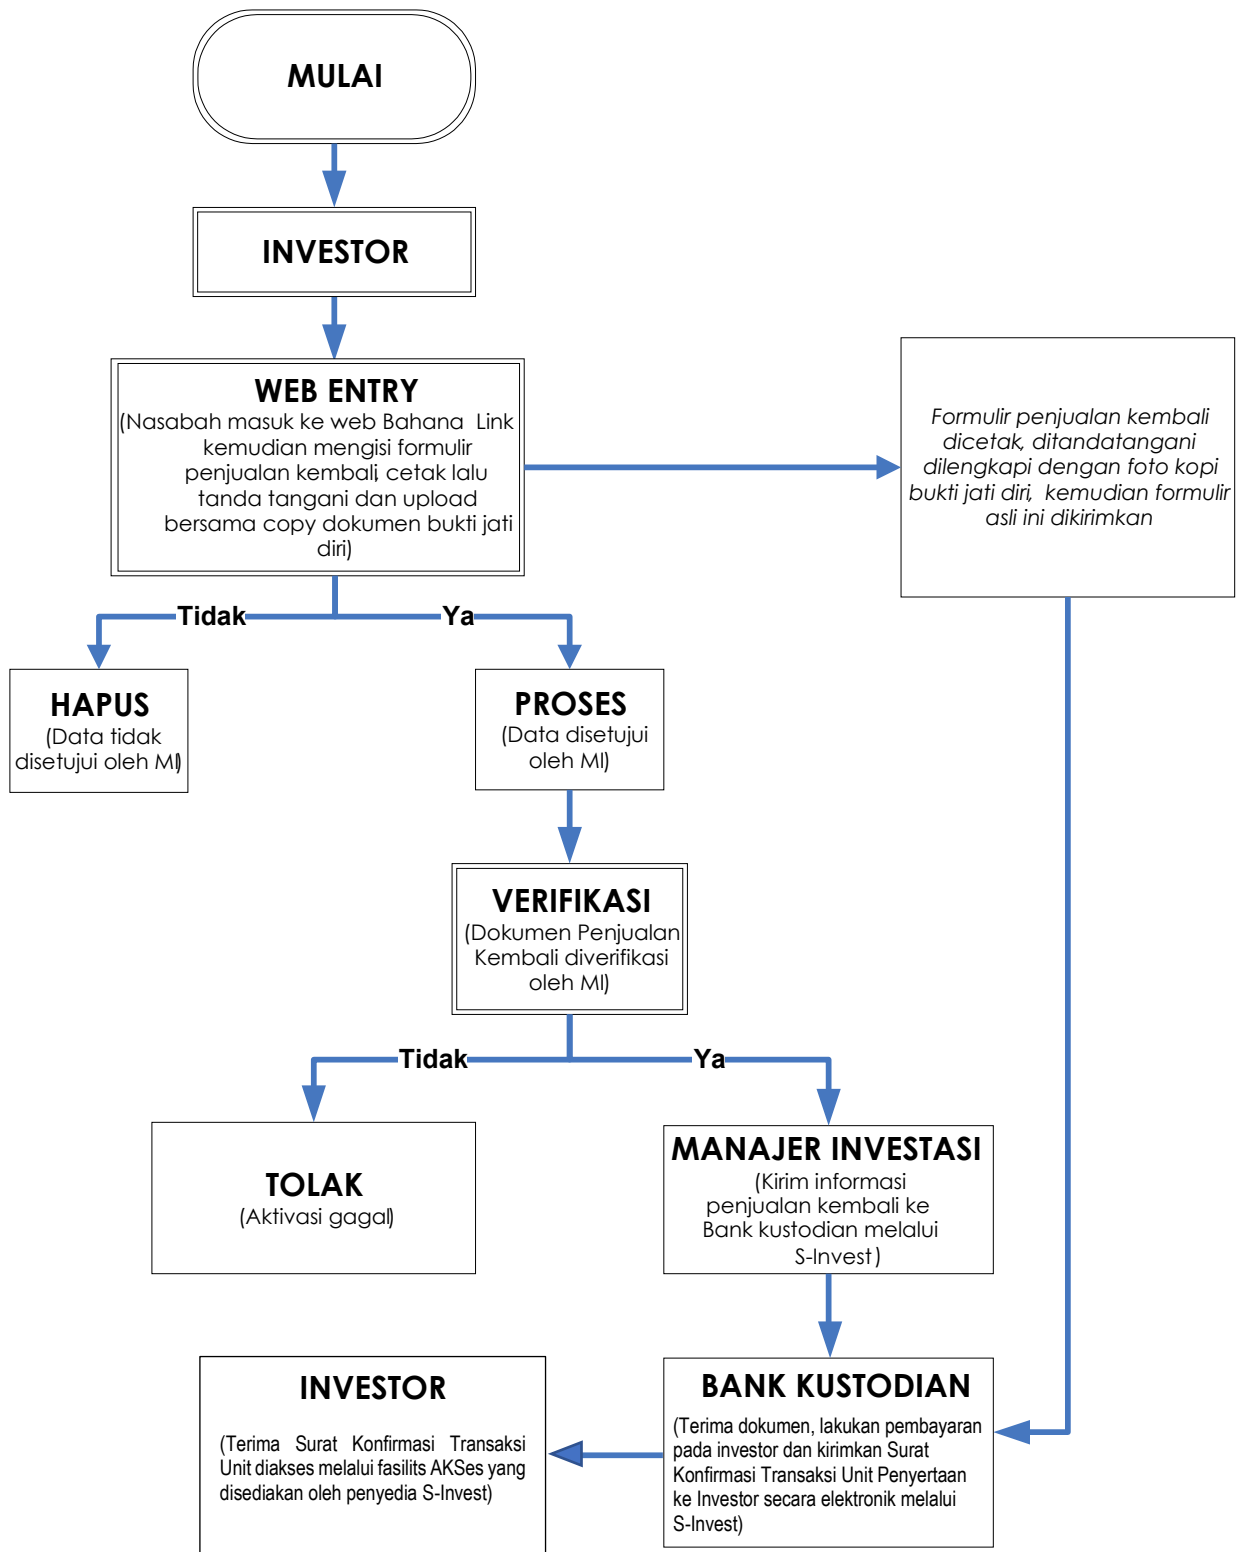 MULAI
INVESTOR
WEB ENTRY
(Nasabah masuk ke web Bahana Link
kemudian mengisi formulir
penjualan kembali, cetak lalu
tanda tangani dan upload
bersama copy dokumen bukti jati
diri)
Formulir penjualan kembali
dicetak, ditandatangani
dilengkapi dengan foto kopi
bukti jati diri, kemudian formulir
asli ini dikirimkan
Tidak
Ya
HAPUS
(Data tidak
disetujui oleh MI)
PROSES
(Data disetujui
oleh MI)
VERIFIKASI
(Dokumen Penjualan
Kembali diverifikasi
oleh MI)
Tidak
Ya
TOLAK
(Aktivasi gagal)
MANAJER INVESTASI
(Kirim informasi
penjualan kembali ke
Bank kustodian melalui
S-Invest)
INVESTOR
(Terima Surat Konfirmasi Transaksi
Unit diakses melalui fasilits AKSes yang
disediakan oleh penyedia S-Invest)
BANK KUSTODIAN
(Terima dokumen, lakukan pembayaran
pada investor dan kirimkan Surat
Konfirmasi Transaksi Unit Penyertaan
ke Investor secara elektronik melalui
S-Invest)